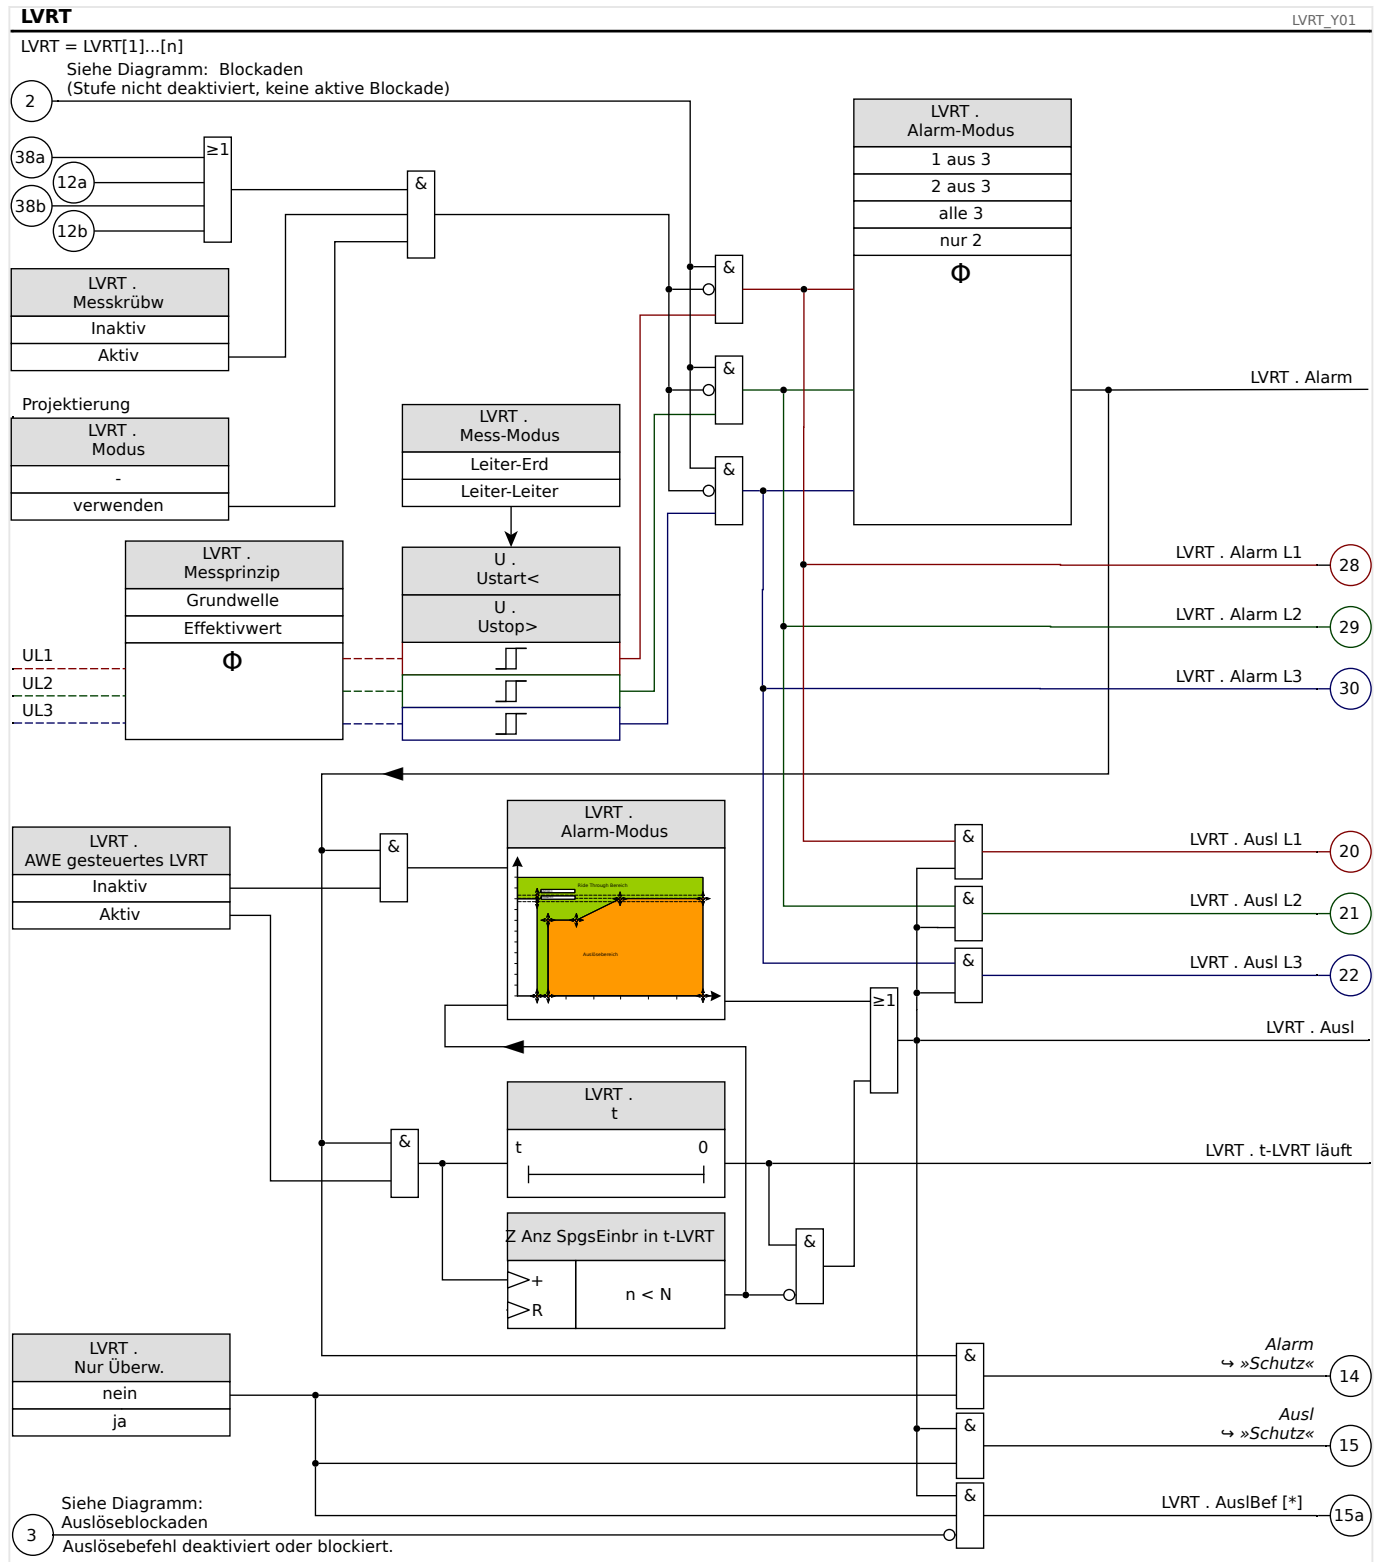 LVRT
LVRT_Y01
LVRT = LVRT[1]...[n]
Siehe Diagramm: Blockaden
(Stufe nicht deaktiviert, keine aktive Blockade)
2
38a
12a
38b
12b
≥1
&
LVRT .
Messkrübw
Inaktiv
Aktiv
Projektierung
LVRT .
Modus
-
verwenden
LVRT .
Mess-Modus
Leiter-Erd
Leiter-Leiter
&
&
&
LVRT .
Alarm-Modus
1 aus 3
2 aus 3
alle 3
nur 2
Φ
LVRT . Alarm
LVRT .
Messprinzip
Grundwelle
Effektivwert
Φ
UL1
UL2
UL3
U .
Ustart<
U .
Ustop>
LVRT . Alarm L1
28
LVRT . Alarm L2
29
LVRT . Alarm L3
30
LVRT .
AWE gesteuertes LVRT
Inaktiv
Aktiv
&
LVRT .
Alarm-Modus
Ride Through Bereich
Auslösebereich
&
LVRT . Ausl L1
20
&
LVRT . Ausl L2
21
&
LVRT . Ausl L3
22
≥1
LVRT . Ausl
&
LVRT .
t
t
0
LVRT . t-LVRT läuft
Z Anz SpgsEinbr in t-LVRT
+
R
n < N
&
LVRT .
Nur Überw.
nein
ja
&
Alarm
↪ »Schutz«
14
&
Ausl
↪ »Schutz«
15
&
LVRT . AuslBef [*]
15a
Siehe Diagramm:
Auslöseblockaden
3
Auslösebefehl deaktiviert oder blockiert.